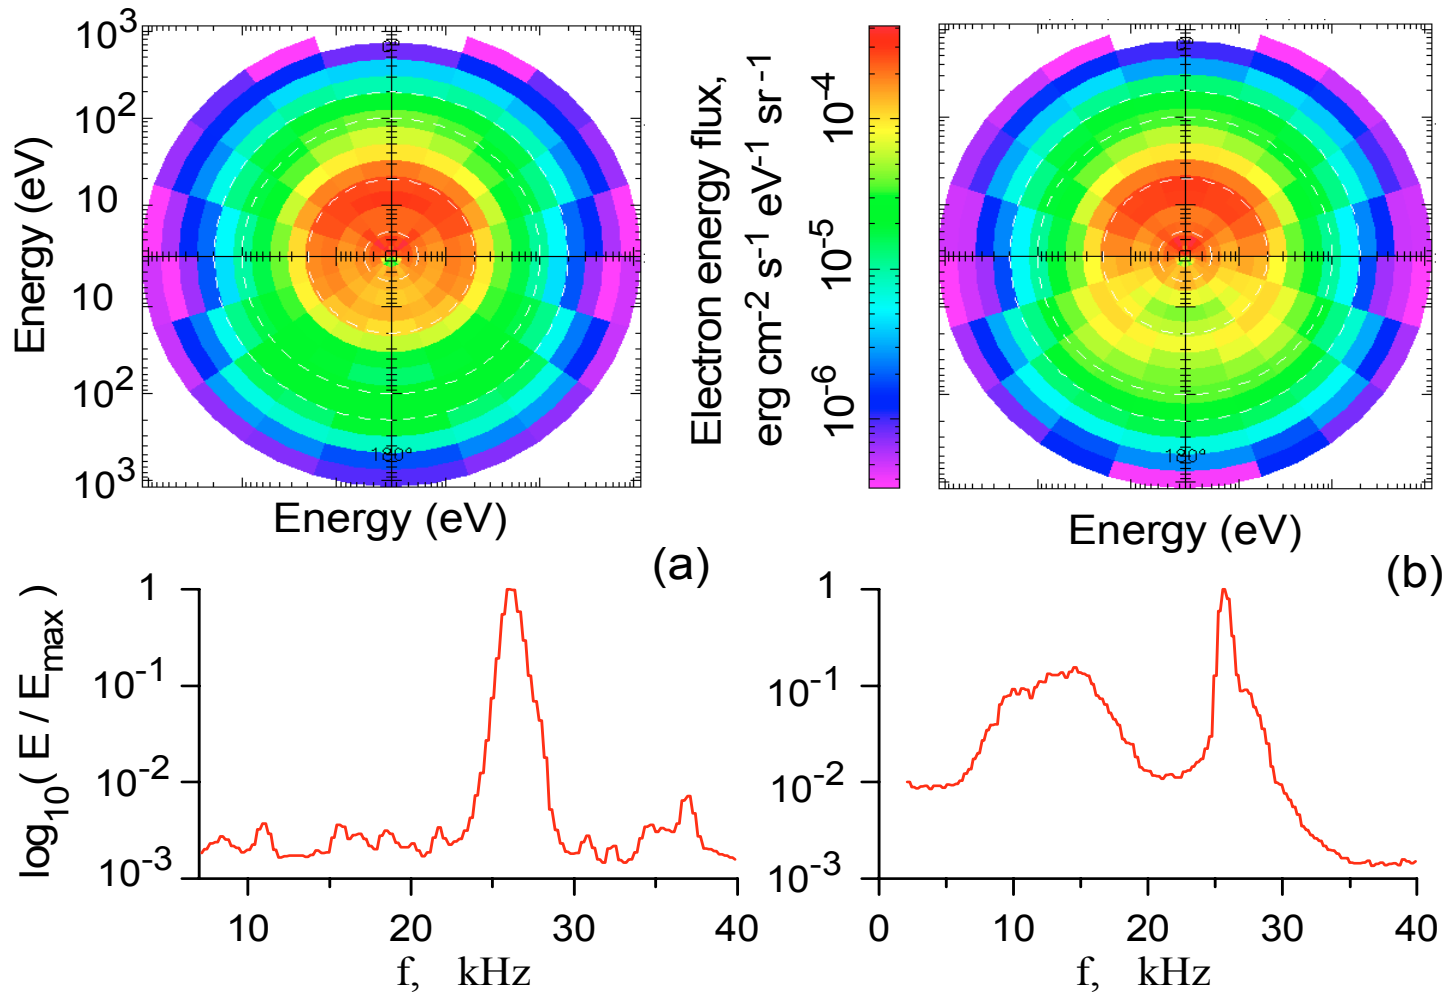 10³
10²
10
10
10²
10³
Energy (eV)
180°
Energy (eV)
Electron energy flux,
erg cm⁻² s⁻¹ eV⁻¹ sr⁻¹
10⁻⁴
10⁻⁵
10⁻⁶
180°
Energy (eV)
(a)
(b)
log₁₀( E / Eₘₐₓ)
1
10⁻¹
10⁻²
10⁻³
10 20 30 40
f, kHz
1
10⁻¹
10⁻²
10⁻³
0 10 20 30 40
f, kHz